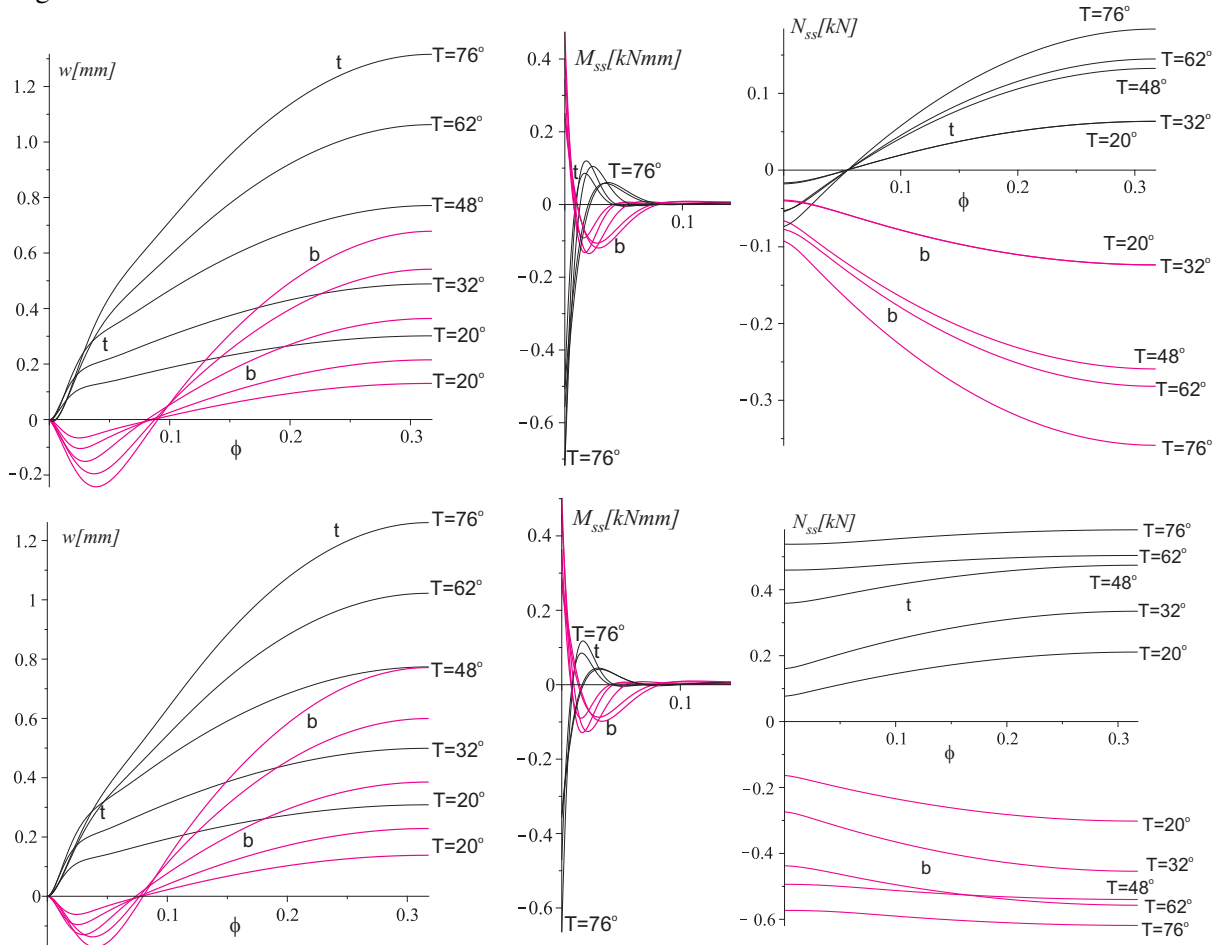 w[mm]
t
T=76°
T=62°
T=48°
b
T=32°
t
T=20°
b
T=20°
1.2
1.0
0.8
0.6
0.4
0.2
0
−0.2
0.1
0.2
0.3
ϕ
M_ss[kNmm]
0.4
0.2
0
−0.2
−0.4
−0.6
t
T=76°
0.1
b
T=76°
N_ss[kN]
T=76°
T=62°
T=48°
t
T=32°
T=20°
0.1
0
−0.1
−0.2
−0.3
0.1
0.2
0.3
ϕ
T=20°
b
T=32°
b
T=48°
T=62°
T=76°
w[mm]
t
T=76°
T=62°
T=48°
b
T=32°
t
T=20°
b
T=20°
1.2
1
0.8
0.6
0.4
0.2
0
0.1
0.2
0.3
ϕ
M_ss[kNmm]
0.4
0.2
0
−0.2
−0.4
−0.6
T=76°
t
0.1
b
T=76°
N_ss[kN]
T=76°
T=62°
T=48°
t
T=32°
T=20°
0.4
0.2
0
−0.2
−0.4
−0.6
0.1
0.2
0.3
ϕ
T=20°
b
T=32°
T=48°
T=62°
T=76°